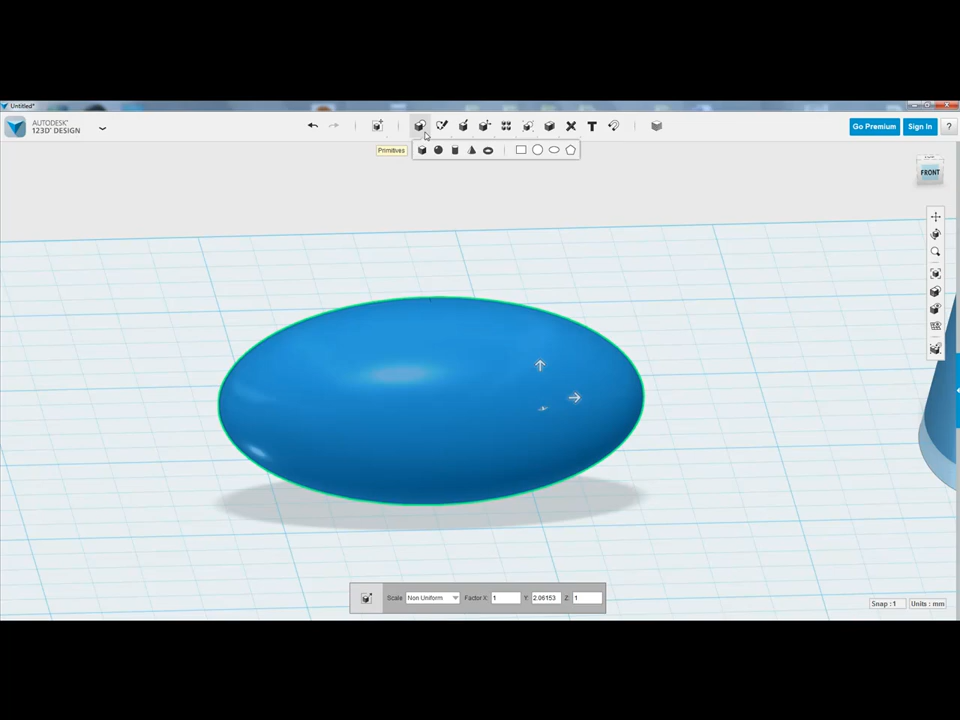 Untitled*
AUTODESK®
123D® DESIGN
Go Premium
Sign In
?
Primitives
FRONT
Scale
Non Uniform
Factor X:
1
Y:
2.06153
Z:
1
Snap : 1
Units : mm